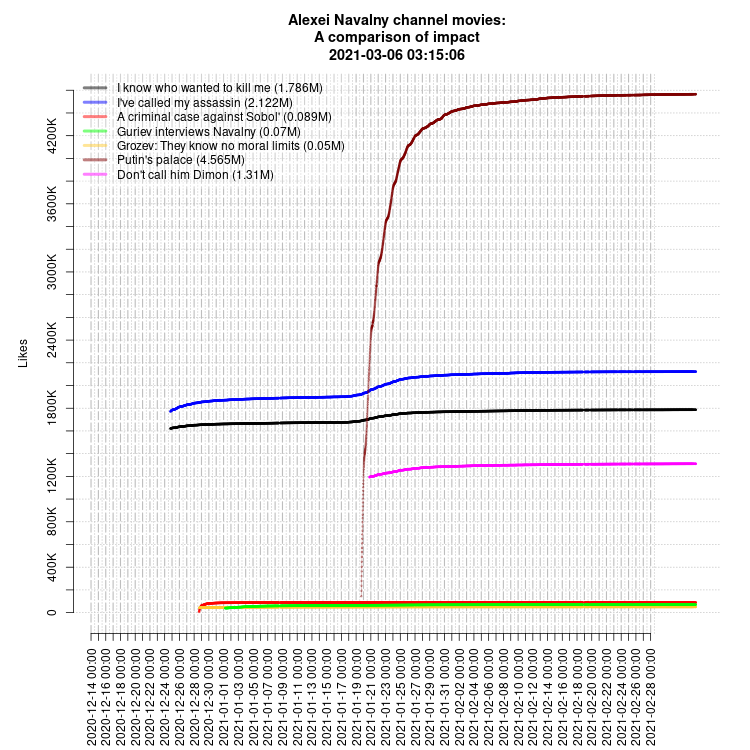 Alexei Navalny channel movies:
A comparison of impact
2021-03-06 03:15:06
I know who wanted to kill me (1.786M)
I've called my assassin (2.122M)
A criminal case against Sobol' (0.089M)
Guriev interviews Navalny (0.07M)
Grozev: They know no moral limits (0.05M)
Putin's palace (4.565M)
Don't call him Dimon (1.31M)
Likes
4200K
3600K
3000K
2400K
1800K
1200K
800K
400K
0
2020-12-14 00:00
2020-12-16 00:00
2020-12-18 00:00
2020-12-20 00:00
2020-12-22 00:00
2020-12-24 00:00
2020-12-26 00:00
2020-12-28 00:00
2020-12-30 00:00
2021-01-01 00:00
2021-01-03 00:00
2021-01-05 00:00
2021-01-07 00:00
2021-01-09 00:00
2021-01-11 00:00
2021-01-13 00:00
2021-01-15 00:00
2021-01-17 00:00
2021-01-19 00:00
2021-01-21 00:00
2021-01-23 00:00
2021-01-25 00:00
2021-01-27 00:00
2021-01-29 00:00
2021-01-31 00:00
2021-02-02 00:00
2021-02-04 00:00
2021-02-06 00:00
2021-02-08 00:00
2021-02-10 00:00
2021-02-12 00:00
2021-02-14 00:00
2021-02-16 00:00
2021-02-18 00:00
2021-02-20 00:00
2021-02-22 00:00
2021-02-24 00:00
2021-02-26 00:00
2021-02-28 00:00